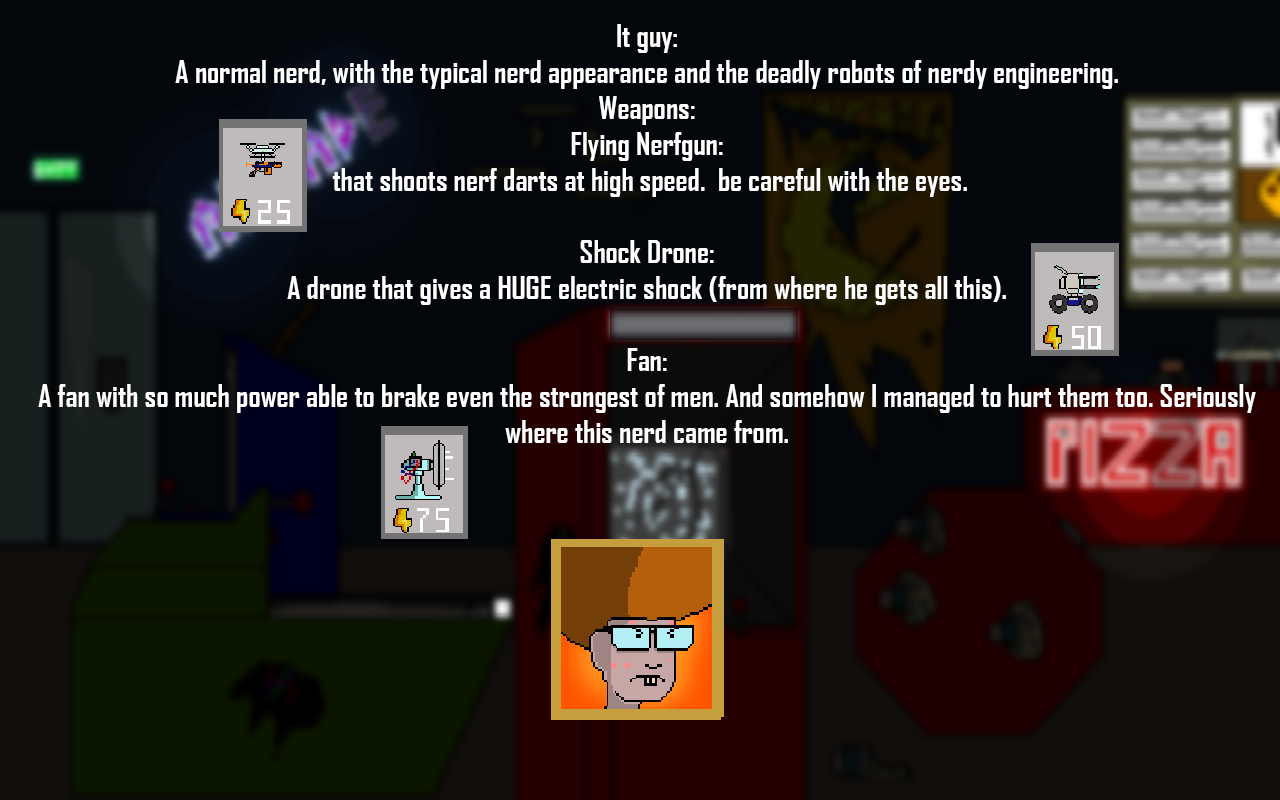 It guy:
A normal nerd, with the typical nerd appearance and the deadly robots of nerdy engineering.
Weapons:
Flying Nerfgun:
that shoots nerf darts at high speed.  be careful with the eyes.
25
Shock Drone:
A drone that gives a HUGE electric shock (from where he gets all this).
50
Fan:
A fan with so much power able to brake even the strongest of men. And somehow I managed to hurt them too. Seriously
where this nerd came from.
PIZZA
75